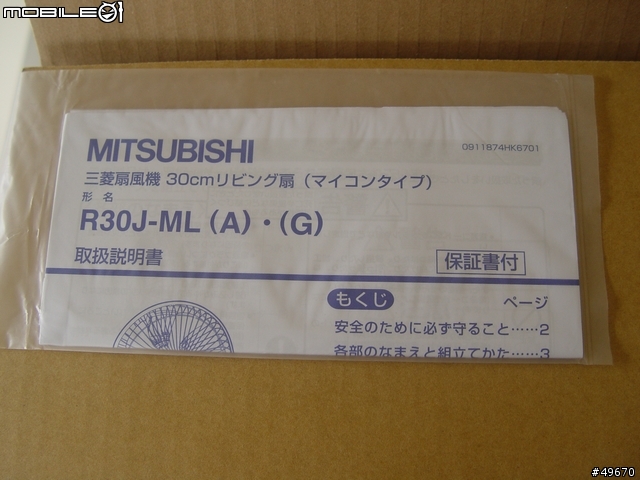 MOBILE01
MITSUBISHI
0911874HK6701
三菱扇風機 30cmリビング扇（マイコンタイプ）
形名
R30J-ML（A）・（G）
取扱説明書
保証書付
もくじ
ページ
安全のために必ず守ること……2
各部のなまえと組立てかた……3
#49670